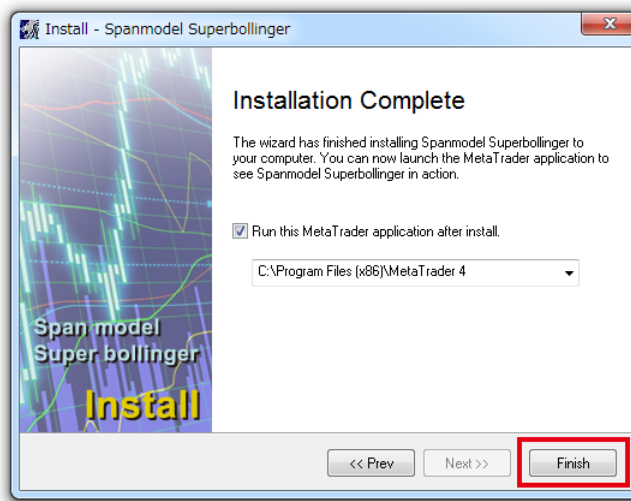 Install - Spanmodel Superbollinger
Installation Complete
The wizard has finished installing Spanmodel Superbollinger to
your computer. You can now launch the MetaTrader application to
see Spanmodel Superbollinger in action.
Run this MetaTrader application after install.
C:\Program Files (x86)\MetaTrader 4
Span model
Super bollinger
Install
<< Prev
Next >>
Finish